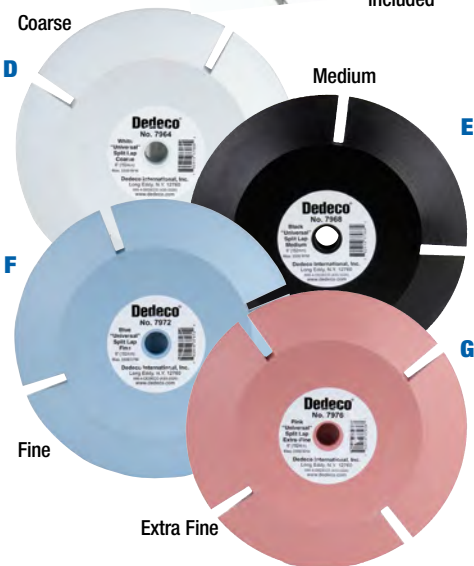 included
Coarse
D
Dedeco®
No. 7964
White
"Universal"
Split Lap
Coarse
Dedeco International, Inc.
Long Eddy, N.Y. 12760
www.dedeco.com
Medium
E
Dedeco®
No. 7968
Black
"Universal"
Split Lap
Medium
Dedeco International, Inc.
Long Eddy, N.Y. 12760
www.dedeco.com
F
Dedeco®
No. 7972
Blue
"Universal"
Split Lap
Fine
Dedeco International, Inc.
Long Eddy, N.Y. 12760
www.dedeco.com
Fine
G
Dedeco®
No. 7976
Pink
"Universal"
Split Lap
Extra-Fine
Dedeco International, Inc.
Long Eddy, N.Y. 12760
www.dedeco.com
Extra Fine